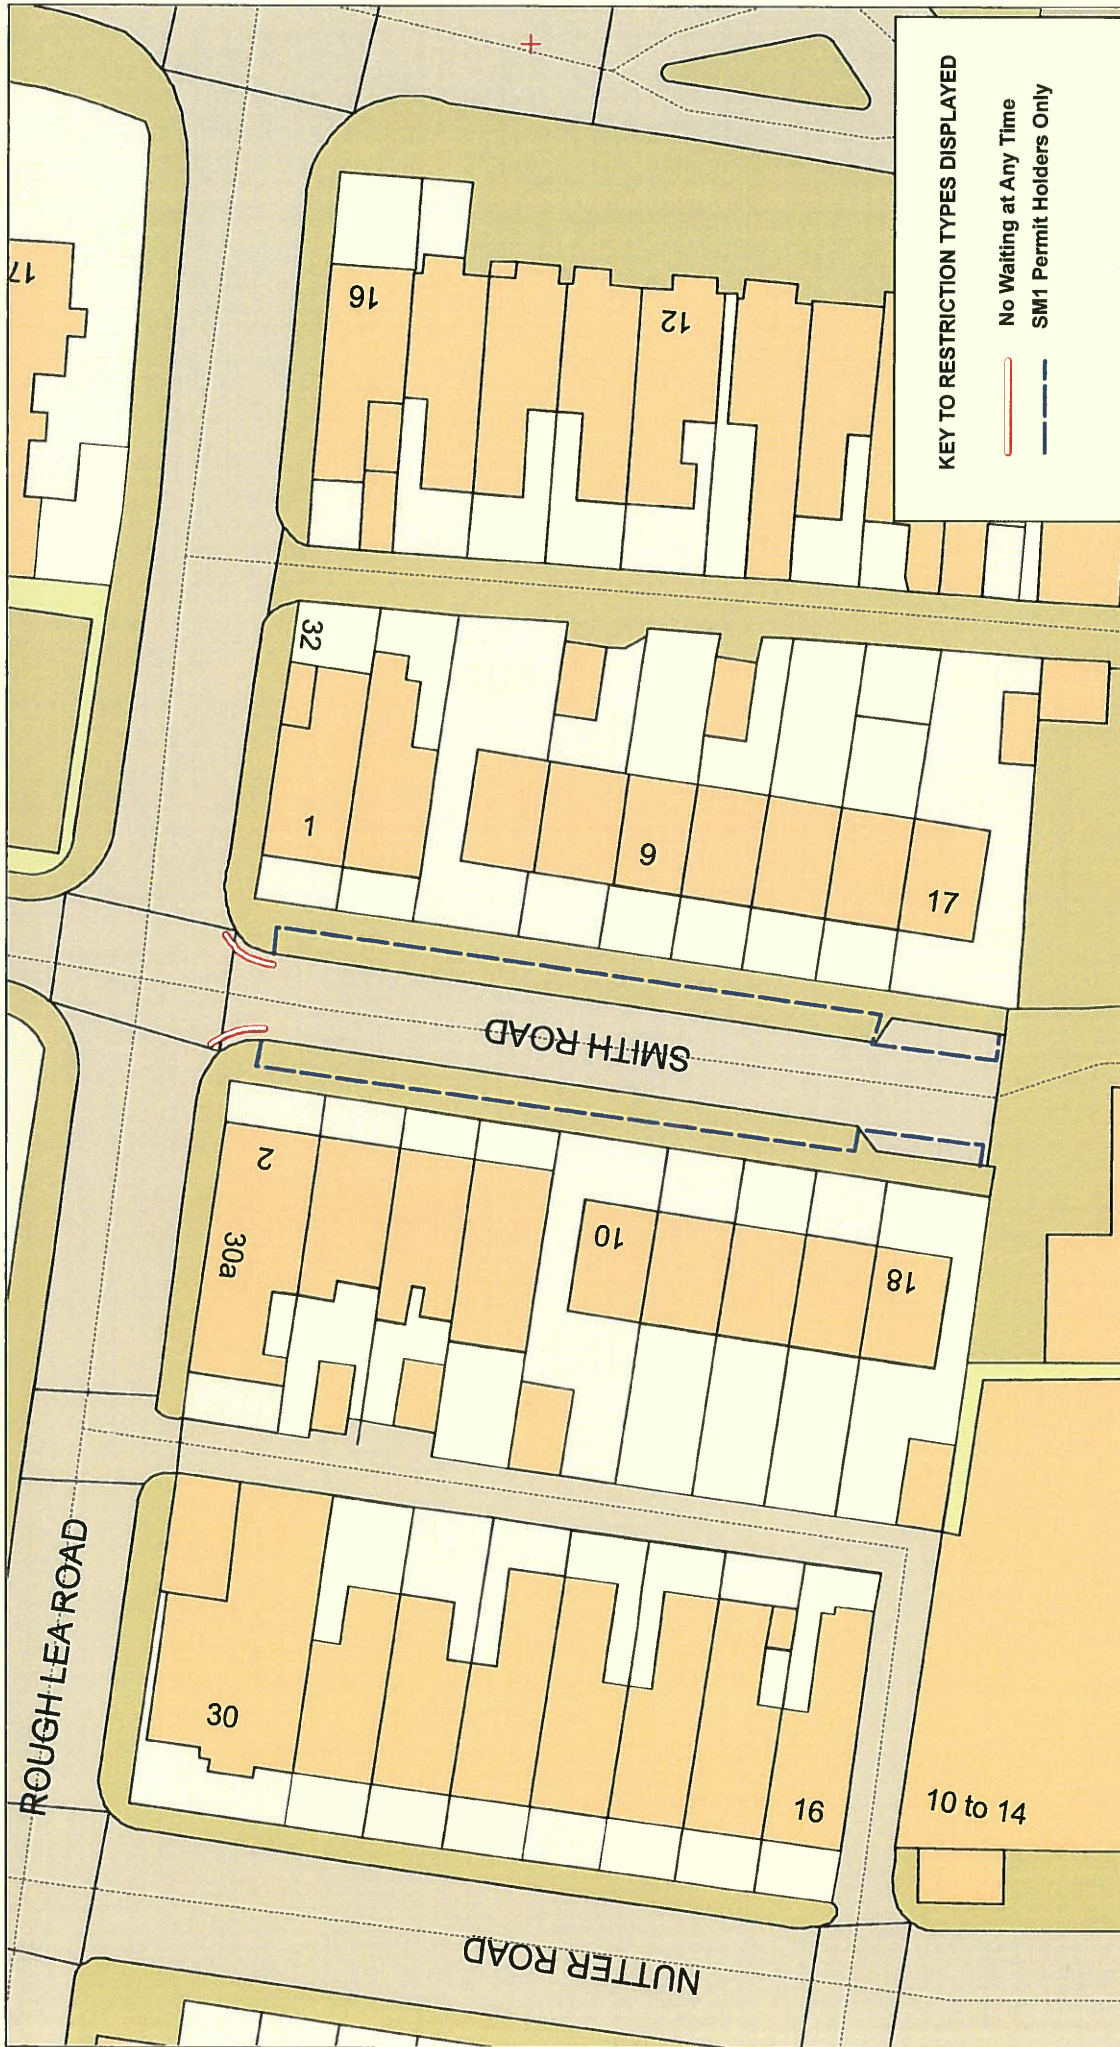 KEY TO RESTRICTION TYPES DISPLAYED
No Waiting at Any Time
SM1 Permit Holders Only
17
16
12
32
1
9
17
SMITH ROAD
2
30a
10
18
ROUGH LEA ROAD
30
16
10 to 14
NUTTER ROAD